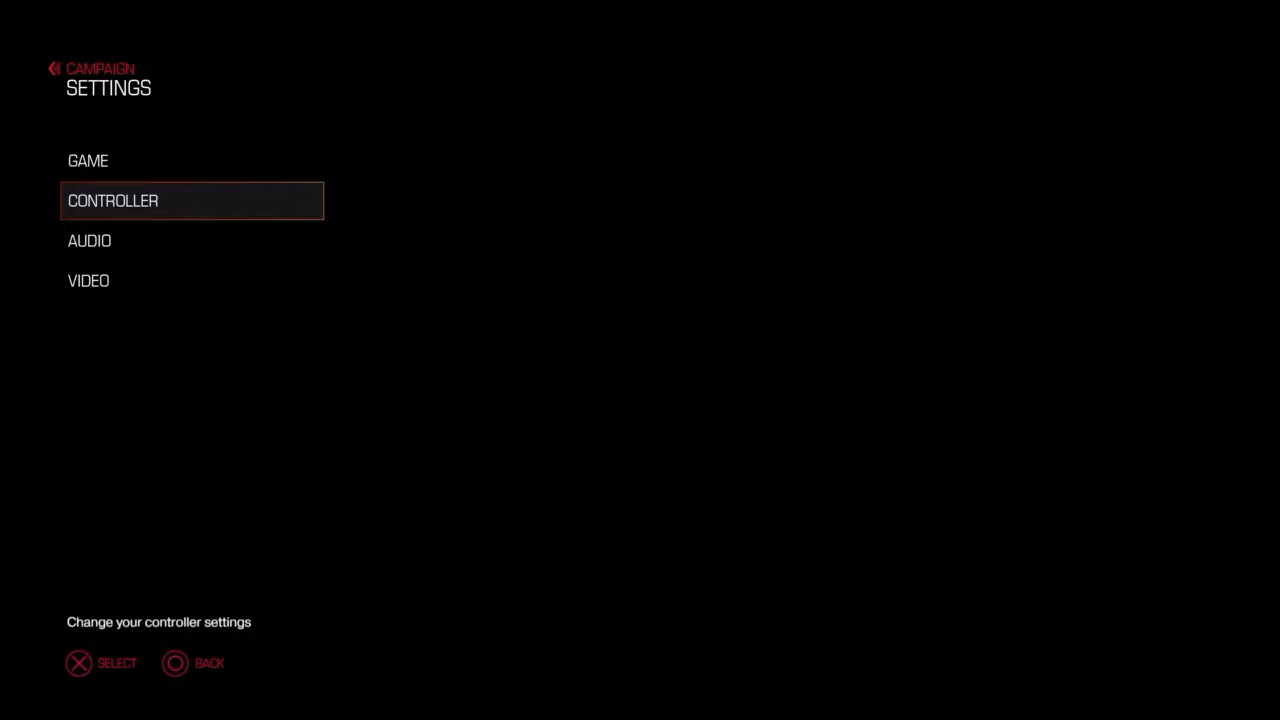 CAMPAIGN
SETTINGS
GAME
CONTROLLER
AUDIO
VIDEO
Change your controller settings
SELECT BACK